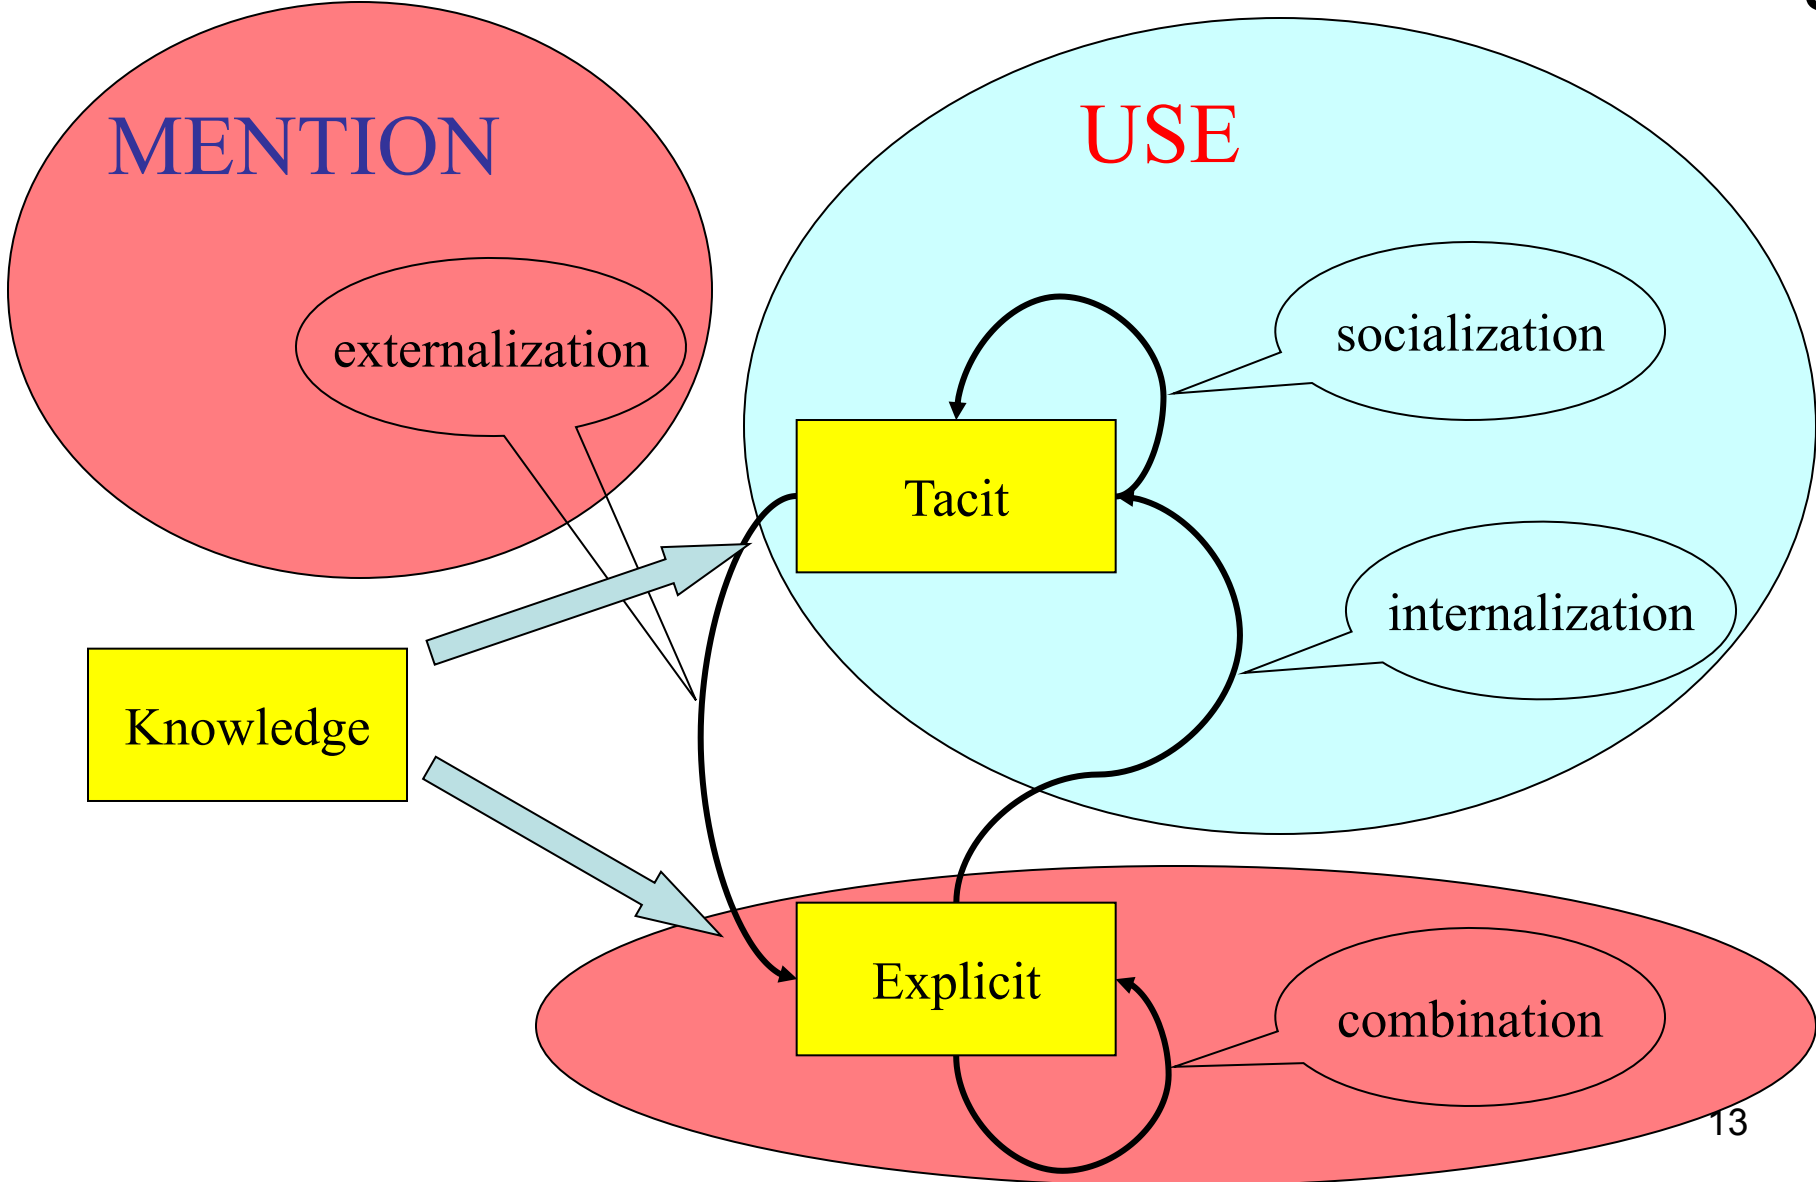 MENTION
USE
externalization
socialization
Tacit
internalization
Knowledge
Explicit
combination
13